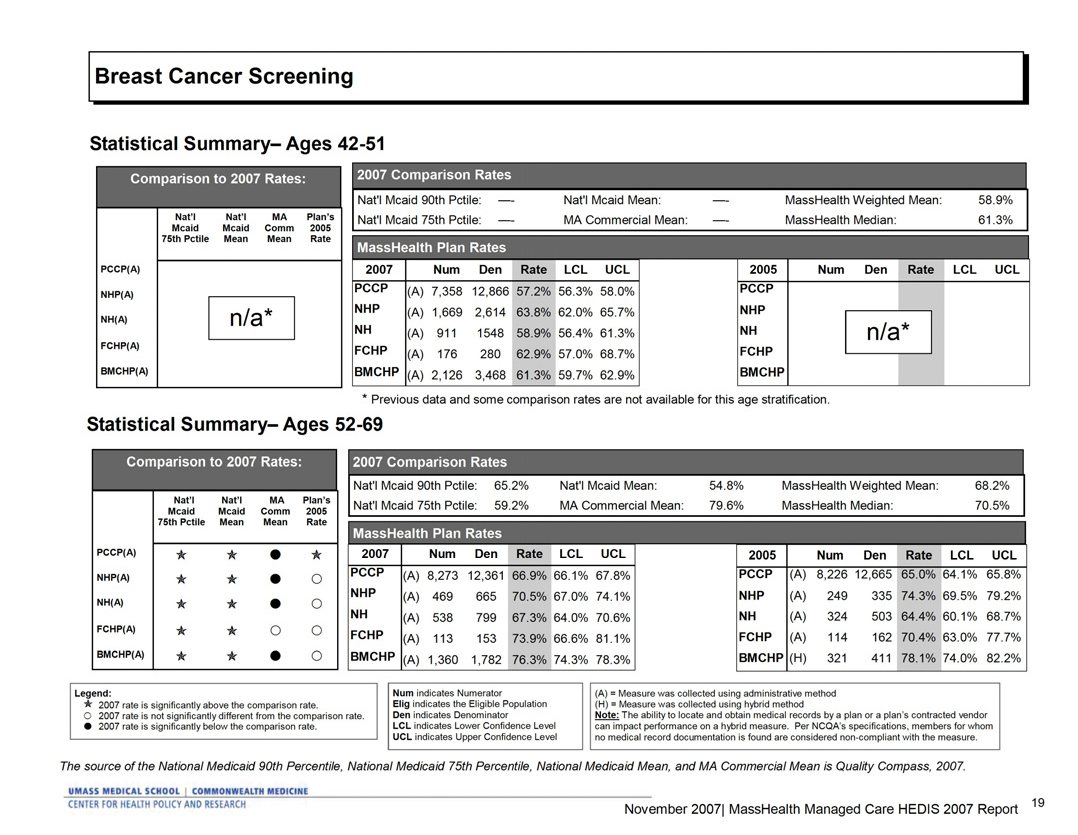 Breast Cancer Screening
Statistical Summary– Ages 42-51
Comparison to 2007 Rates:
Nat'l Mcaid 75th Pctile Nat'l Mcaid Mean MA Comm Mean Plan's 2005 Rate
PCCP(A)
NHP(A)
NH(A)
FCHP(A)
BMCHP(A)
n/a*
2007 Comparison Rates
Nat'l Mcaid 90th Pctile: —- Nat'l Mcaid Mean: —- MassHealth Weighted Mean: 58.9%
Nat'l Mcaid 75th Pctile: —- MA Commercial Mean: —- MassHealth Median: 61.3%
MassHealth Plan Rates
2007 Num Den Rate LCL UCL
PCCP (A) 7,358 12,866 57.2% 56.3% 58.0%
NHP (A) 1,669 2,614 63.8% 62.0% 65.7%
NH (A) 911 1548 58.9% 56.4% 61.3%
FCHP (A) 176 280 62.9% 57.0% 68.7%
BMCHP (A) 2,126 3,468 61.3% 59.7% 62.9%
2005 Num Den Rate LCL UCL
PCCP
NHP
NH
FCHP
BMCHP
n/a*
* Previous data and some comparison rates are not available for this age stratification.
Statistical Summary– Ages 52-69
Comparison to 2007 Rates:
Nat'l Mcaid 75th Pctile Nat'l Mcaid Mean MA Comm Mean Plan's 2005 Rate
PCCP(A) ★ ★ ● ★
NHP(A) ★ ★ ● ○
NH(A) ★ ★ ● ○
FCHP(A) ★ ★ ○ ○
BMCHP(A) ★ ★ ● ○
2007 Comparison Rates
Nat'l Mcaid 90th Pctile: 65.2% Nat'l Mcaid Mean: 54.8% MassHealth Weighted Mean: 68.2%
Nat'l Mcaid 75th Pctile: 59.2% MA Commercial Mean: 79.6% MassHealth Median: 70.5%
MassHealth Plan Rates
2007 Num Den Rate LCL UCL
PCCP (A) 8,273 12,361 66.9% 66.1% 67.8%
NHP (A) 469 665 70.5% 67.0% 74.1%
NH (A) 538 799 67.3% 64.0% 70.6%
FCHP (A) 113 153 73.9% 66.6% 81.1%
BMCHP (A) 1,360 1,782 76.3% 74.3% 78.3%
2005 Num Den Rate LCL UCL
PCCP (A) 8,226 12,665 65.0% 64.1% 65.8%
NHP (A) 249 335 74.3% 69.5% 79.2%
NH (A) 324 503 64.4% 60.1% 68.7%
FCHP (A) 114 162 70.4% 63.0% 77.7%
BMCHP (H) 321 411 78.1% 74.0% 82.2%
Legend:
★ 2007 rate is significantly above the comparison rate.
○ 2007 rate is not significantly different from the comparison rate.
● 2007 rate is significantly below the comparison rate.
Num indicates Numerator
Elig indicates the Eligible Population
Den indicates Denominator
LCL indicates Lower Confidence Level
UCL indicates Upper Confidence Level
(A) = Measure was collected using administrative method
(H) = Measure was collected using hybrid method
Note: The ability to locate and obtain medical records by a plan or a plan's contracted vendor
can impact performance on a hybrid measure. Per NCQA's specifications, members for whom
no medical record documentation is found are considered non-compliant with the measure.
The source of the National Medicaid 90th Percentile, National Medicaid 75th Percentile, National Medicaid Mean, and MA Commercial Mean is Quality Compass, 2007.
UMASS MEDICAL SCHOOL | COMMONWEALTH MEDICINE
CENTER FOR HEALTH POLICY AND RESEARCH
November 2007| MassHealth Managed Care HEDIS 2007 Report 19